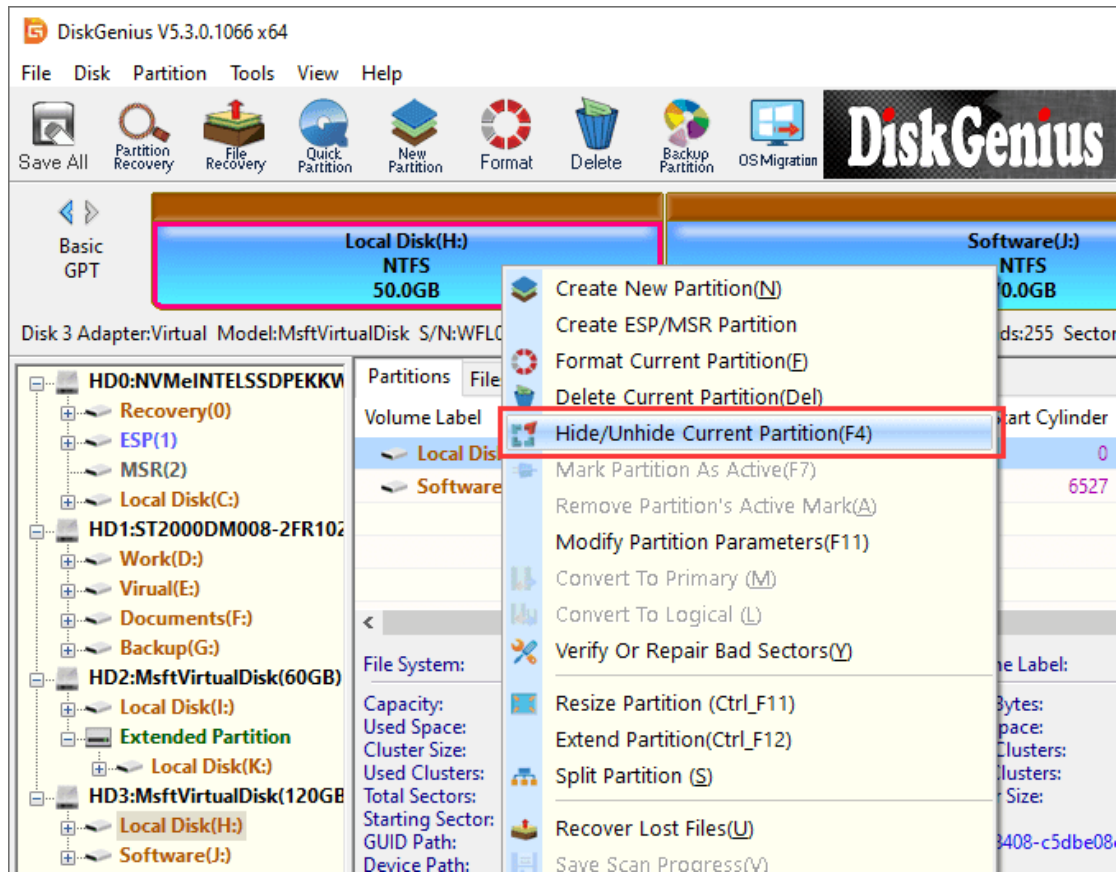 DiskGenius V5.3.0.1066 x64
File Disk Partition Tools View Help
Save All
Partition Recovery
File Recovery
Quick Partition
New Partition
Format
Delete
Backup Partition
OS Migration
DiskGenius
Basic
GPT
Local Disk(H:)
NTFS
50.0GB
Software(J:)
NTFS
0.0GB
Disk 3 Adapter:Virtual Model:MsftVirtualDisk S/N:WFL
ds:255 Sector
HD0:NVMeINTELSSDPEKKW
Recovery(0)
ESP(1)
MSR(2)
Local Disk(C:)
HD1:ST2000DM008-2FR102
Work(D:)
Virual(E:)
Documents(F:)
Backup(G:)
HD2:MsftVirtualDisk(60GB)
Local Disk(I:)
Extended Partition
Local Disk(K:)
HD3:MsftVirtualDisk(120GB
Local Disk(H:)
Software(J:)
Partitions File
Volume Label
tart Cylinder
Local Dis
0
Software
6527
File System:
Capacity:
Used Space:
Cluster Size:
Used Clusters:
Total Sectors:
Starting Sector:
GUID Path:
Device Path:
Create New Partition(N)
Create ESP/MSR Partition
Format Current Partition(F)
Delete Current Partition(Del)
Hide/Unhide Current Partition(F4)
Mark Partition As Active(F7)
Remove Partition's Active Mark(A)
Modify Partition Parameters(F11)
Convert To Primary (M)
Convert To Logical (L)
Verify Or Repair Bad Sectors(Y)
Resize Partition (Ctrl_F11)
Extend Partition(Ctrl_F12)
Split Partition (S)
Recover Lost Files(U)
Save Scan Progress(V)
ne Label:
Bytes:
pace:
Clusters:
lusters:
r Size:
3408-c5dbe08